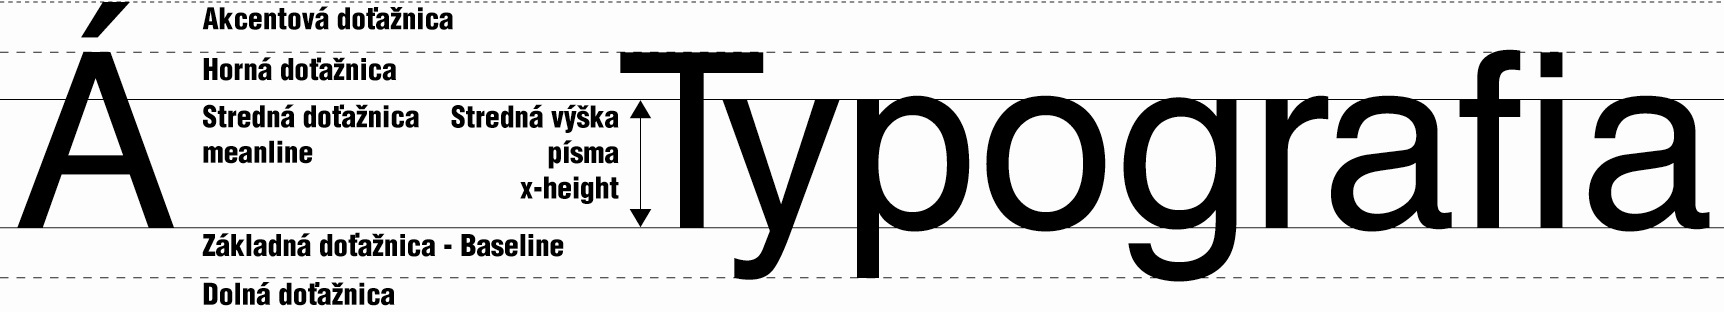 Á
Akcentová doťažnica
Horná doťažnica
Stredná doťažnica
meanline
Stredná výška
písma
x-height
Základná doťažnica - Baseline
Dolná doťažnica
Typografia